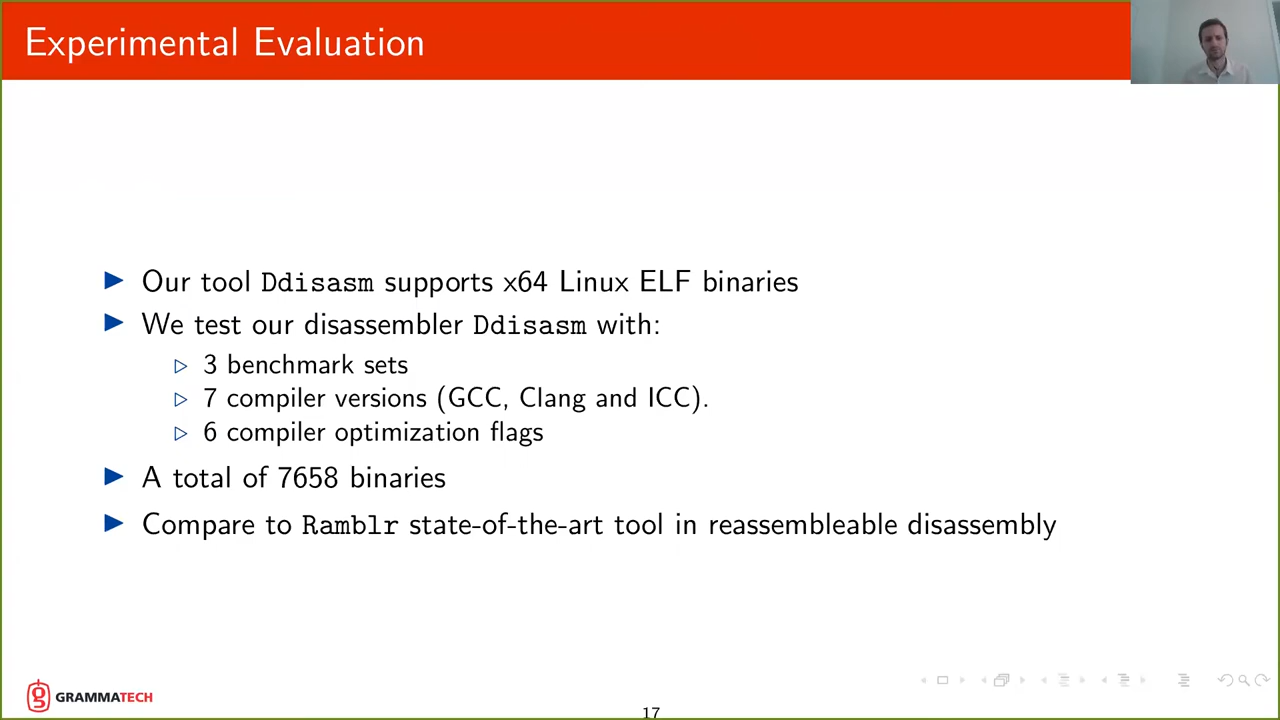 Experimental Evaluation
Our tool Ddisasm supports x64 Linux ELF binaries
We test our disassembler Ddisasm with:
3 benchmark sets
7 compiler versions (GCC, Clang and ICC).
6 compiler optimization flags
A total of 7658 binaries
Compare to Ramblr state-of-the-art tool in reassembleable disassembly
GRAMMATECH
17